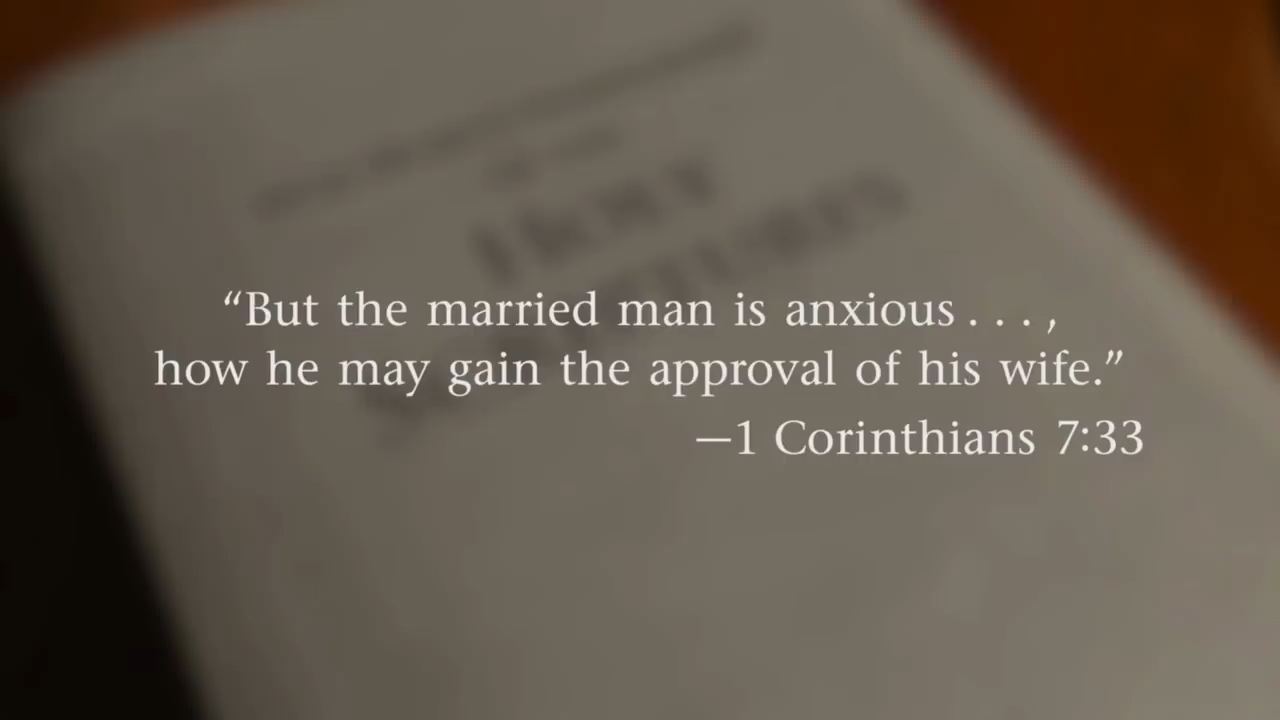 “But the married man is anxious . . . ,
how he may gain the approval of his wife.”
—1 Corinthians 7:33